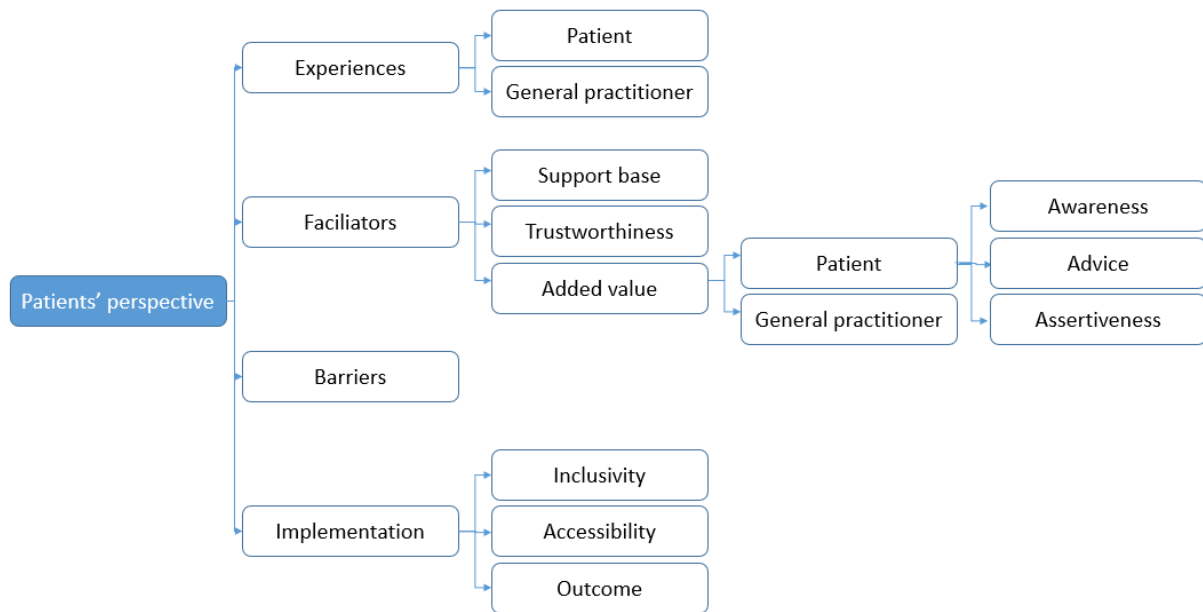 Patient
Experiences
General practitioner
Support base
Awareness
Faciliators
Trustworthiness
Patient
Advice
Patients' perspective
Added value
General practitioner
Assertiveness
Barriers
Inclusivity
Implementation
Accessibility
Outcome